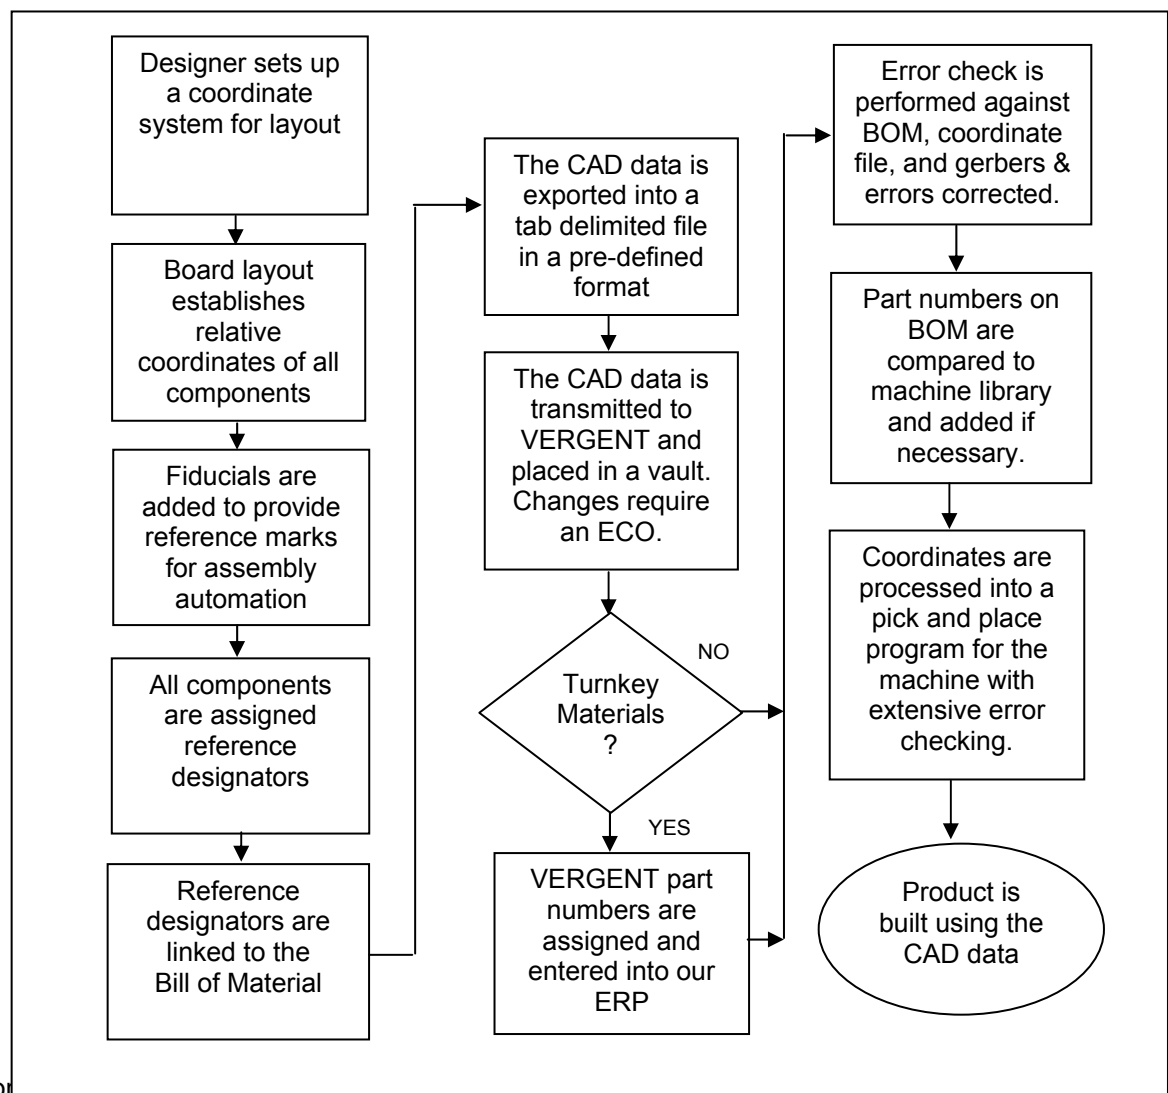 Designer sets up
a coordinate
system for layout
Board layout
establishes
relative
coordinates of all
components
Fiducials are
added to provide
reference marks
for assembly
automation
All components
are assigned
reference
designators
Reference
designators are
linked to the
Bill of Material
The CAD data is
exported into a
tab delimited file
in a pre-defined
format
The CAD data is
transmitted to
VERGENT and
placed in a vault.
Changes require
an ECO.
Turnkey
Materials
?
NO
YES
VERGENT part
numbers are
assigned and
entered into our
ERP
Error check is
performed against
BOM, coordinate
file, and gerbers &
errors corrected.
Part numbers on
BOM are
compared to
machine library
and added if
necessary.
Coordinates are
processed into a
pick and place
program for the
machine with
extensive error
checking.
Product is
built using the
CAD data